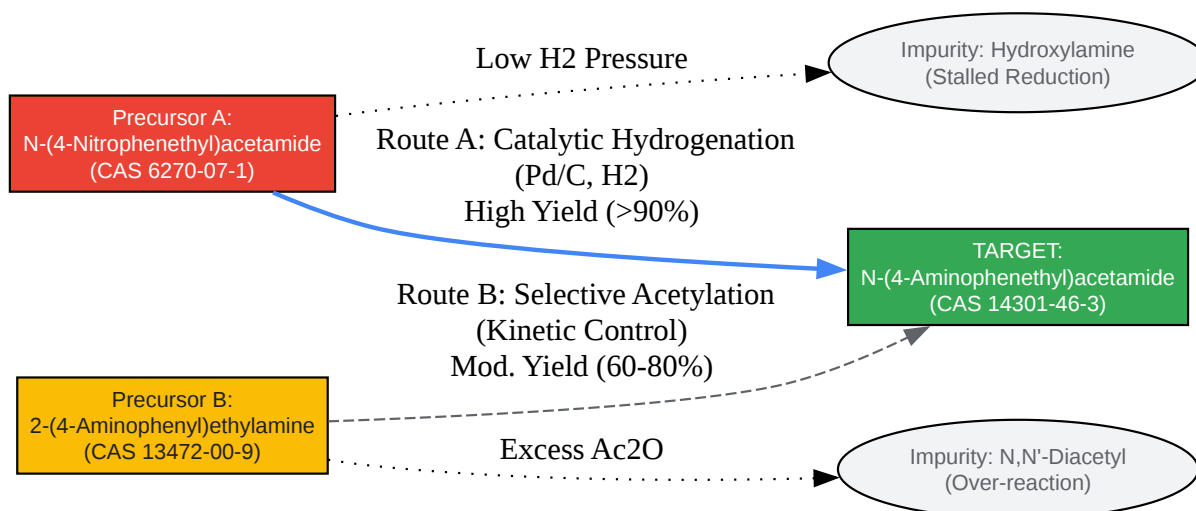 Low H2 Pressure
Impurity: Hydroxylamine
(Stalled Reduction)
Precursor A:
N-(4-Nitrophenethyl)acetamide
(CAS 6270-07-1)
Route A: Catalytic Hydrogenation
(Pd/C, H2)
High Yield (>90%)
TARGET:
N-(4-Aminophenethyl)acetamide
(CAS 14301-46-3)
Route B: Selective Acetylation
(Kinetic Control)
Mod. Yield (60-80%)
Precursor B:
2-(4-Aminophenyl)ethylamine
(CAS 13472-00-9)
Excess Ac2O
Impurity: N,N'-Diacetyl
(Over-reaction)